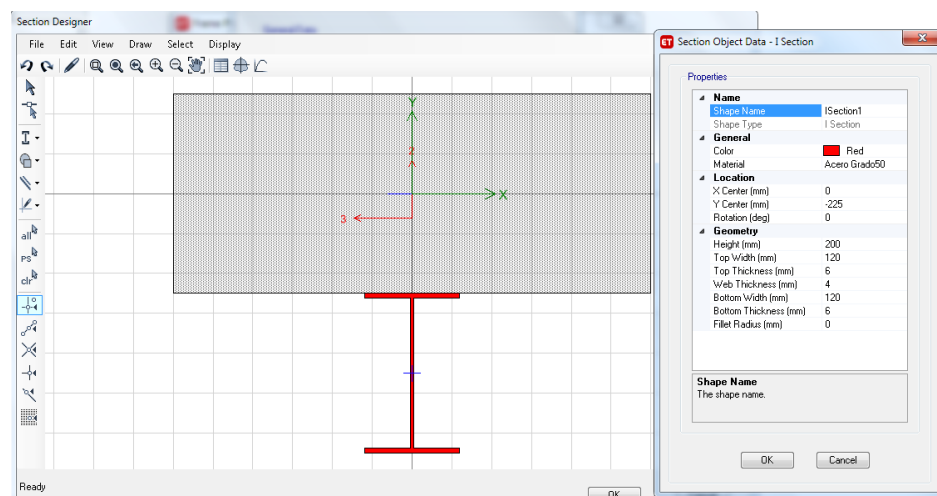 Section Designer
File Edit View Draw Select Display
all
PS
clr
Y
2
X
3
Ready
OK
ET Section Object Data - I Section
Properties
Name
Shape Name ISection1
Shape Type I Section
General
Color Red
Material Acero Grado50
Location
X Center (mm) 0
Y Center (mm) -225
Rotation (deg) 0
Geometry
Height (mm) 200
Top Width (mm) 120
Top Thickness (mm) 6
Web Thickness (mm) 4
Bottom Width (mm) 120
Bottom Thickness (mm) 6
Fillet Radius (mm) 0
Shape Name
The shape name.
OK Cancel